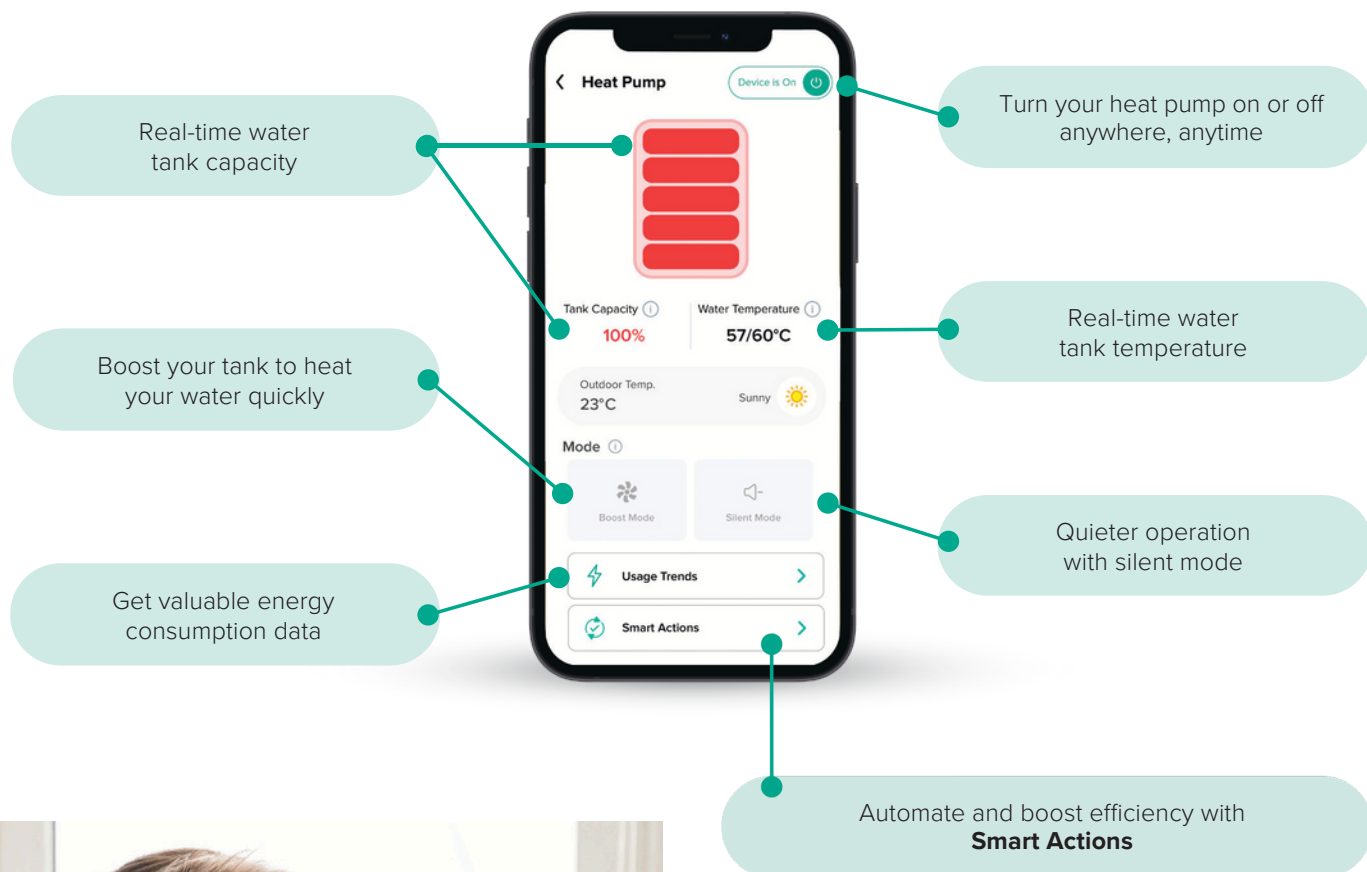 Heat Pump
Device is On
Real-time water
tank capacity
Turn your heat pump on or off
anywhere, anytime
Tank Capacity
100%
Water Temperature
57/60°C
Real-time water
tank temperature
Boost your tank to heat
your water quickly
Outdoor Temp.
23°C
Sunny
Mode
Boost Mode
Silent Mode
Quieter operation
with silent mode
Get valuable energy
consumption data
Usage Trends
Smart Actions
Automate and boost efficiency with
Smart Actions